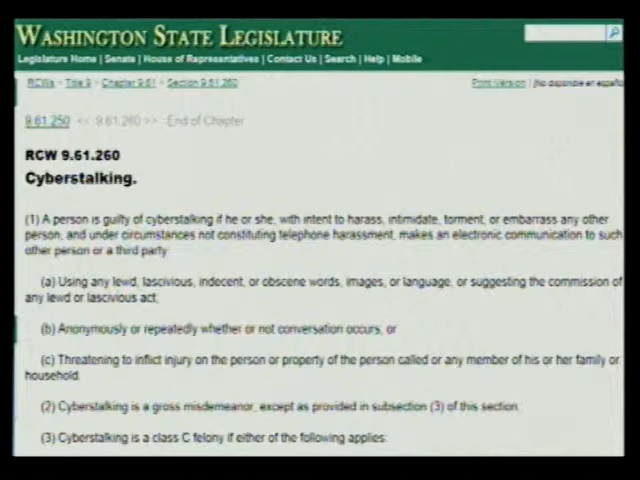 WASHINGTON STATE LEGISLATURE
Legislature Home | Senate | House of Representatives | Contact Us | Search | Help | Mobile
RCWs > Title 9 > Chapter 9.61 > Section 9.61.260
Print Version | [No disponible en español]
9.61.250 << 9.61.260 >> End of Chapter
RCW 9.61.260
Cyberstalking.
(1) A person is guilty of cyberstalking if he or she, with intent to harass, intimidate, torment, or embarrass any other
person, and under circumstances not constituting telephone harassment, makes an electronic communication to such
other person or a third party:
(a) Using any lewd, lascivious, indecent, or obscene words, images, or language, or suggesting the commission of
any lewd or lascivious act;
(b) Anonymously or repeatedly whether or not conversation occurs; or
(c) Threatening to inflict injury on the person or property of the person called or any member of his or her family or
household.
(2) Cyberstalking is a gross misdemeanor, except as provided in subsection (3) of this section.
(3) Cyberstalking is a class C felony if either of the following applies: